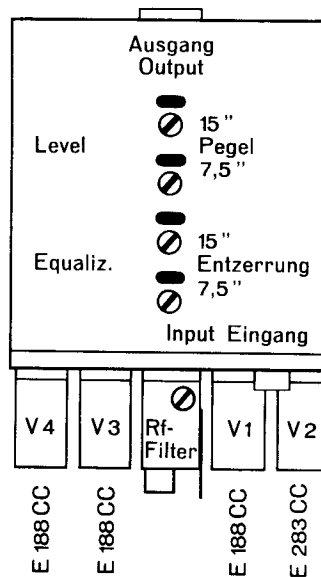 Ausgang
Output
15"
Level
Pegel
7,5"
15"
Equaliz.
Entzerrung
7,5"
Input Eingang
V4
V3
Rf-
Filter
V1
V2
E 188 CC
E 188 CC
E 188 CC
E 283 CC